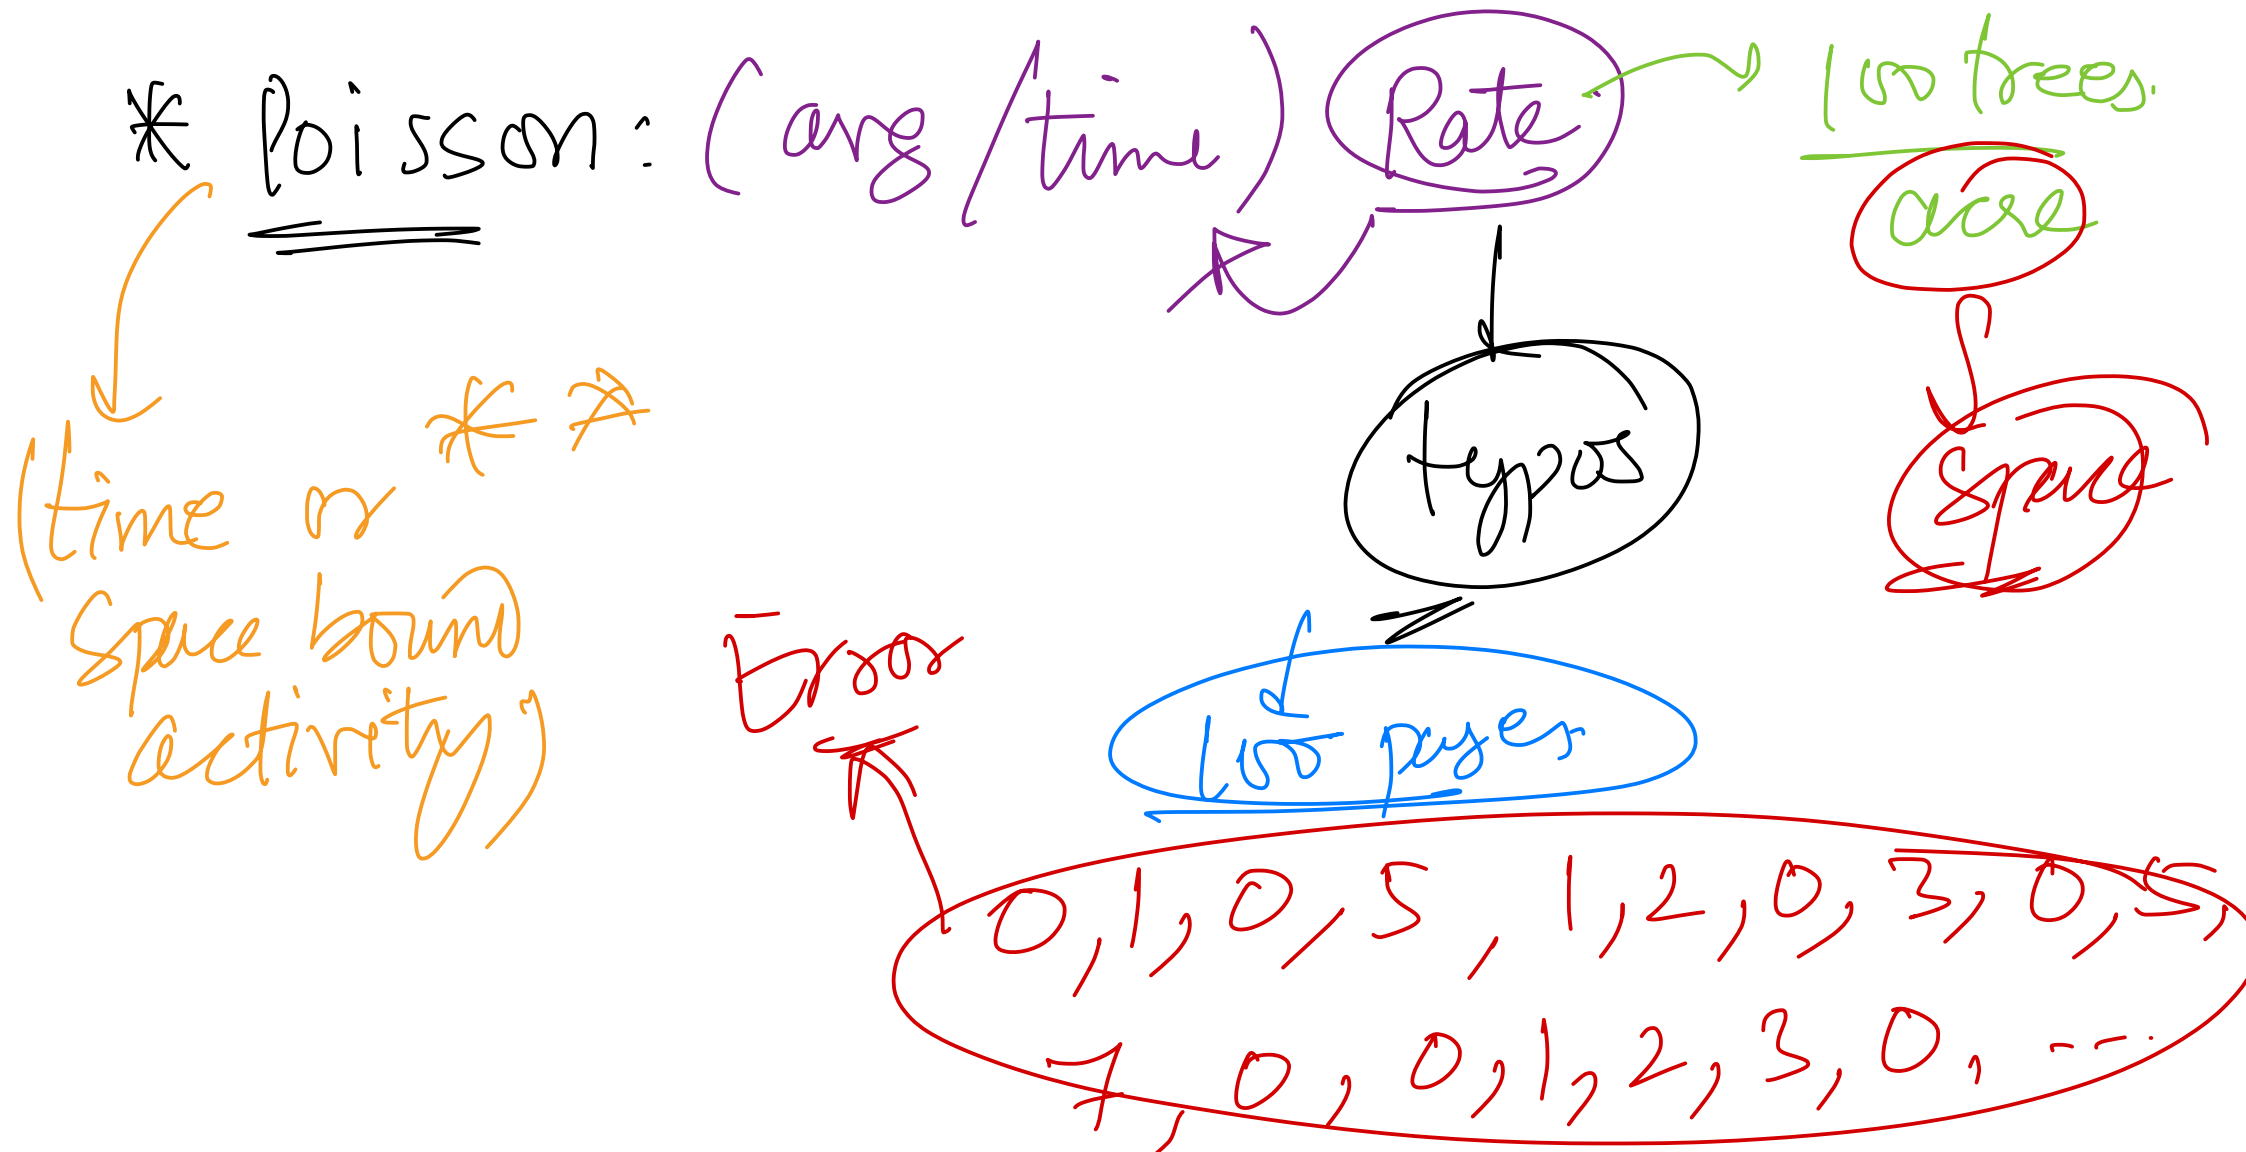 * Poisson: (avg/time) Rate
100 trees.
acre
space
typos
(time or
space bound
activity)
Error
100 pages.
0, 1, 0, 5, 1, 2, 0, 3, 0, 5,
7, 0, 0, 1, 2, 3, 0, ---.